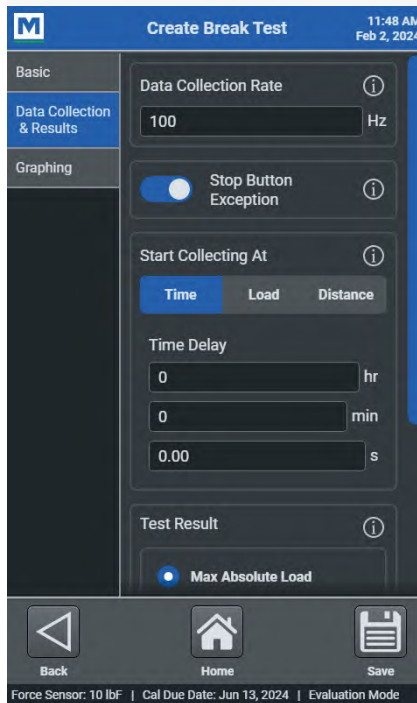 M
Create Break Test
11:48 AM
Feb 2, 2024
Basic
Data Collection
& Results
Graphing
Data Collection Rate
100 Hz
Stop Button
Exception
Start Collecting At
Time Load Distance
Time Delay
0 hr
0 min
0.00 s
Test Result
Max Absolute Load
Back Home Save
Force Sensor: 10 lbF | Cal Due Date: Jun 13, 2024 | Evaluation Mode